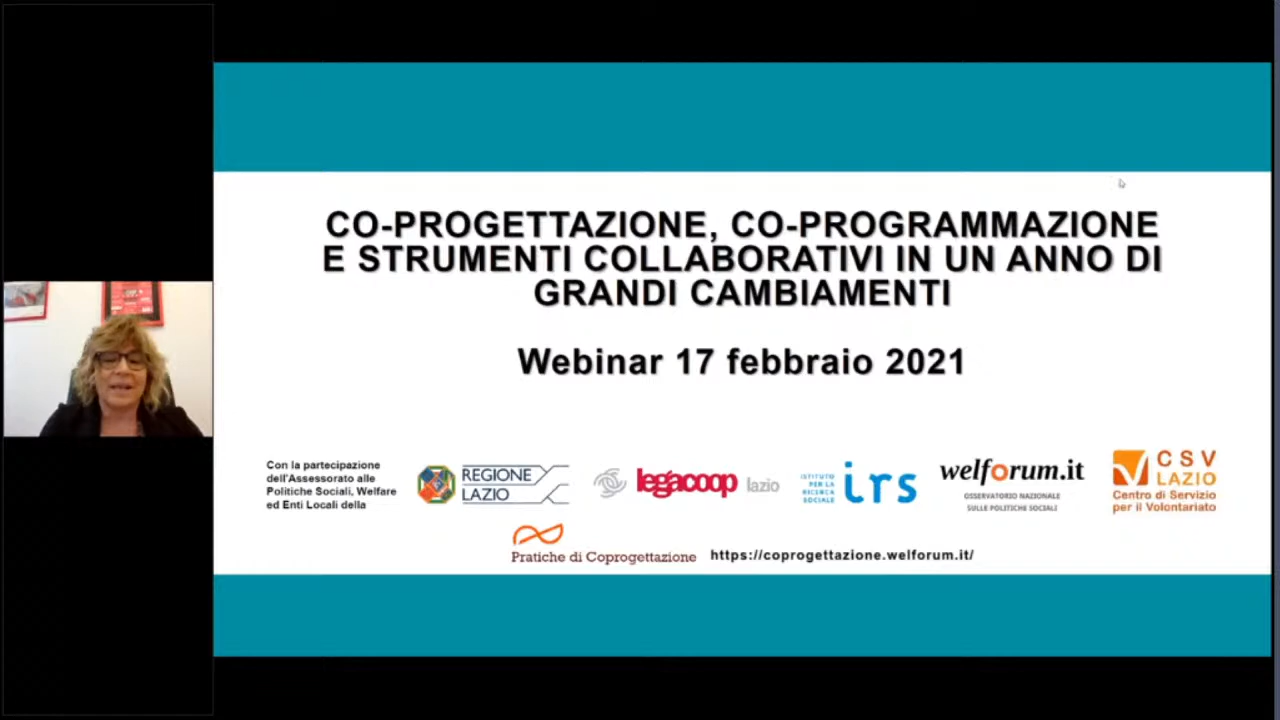 CO-PROGETTAZIONE, CO-PROGRAMMAZIONE
E STRUMENTI COLLABORATIVI IN UN ANNO DI
GRANDI CAMBIAMENTI
Webinar 17 febbraio 2021
Con la partecipazione
dell'Assessorato alle
Politiche Sociali, Welfare
ed Enti Locali della
REGIONE
LAZIO
legacoop lazio
ISTITUTO
PER LA
RICERCA
SOCIALE
irs
welforum.it
OSSERVATORIO NAZIONALE
SULLE POLITICHE SOCIALI
CSV
LAZIO
Centro di Servizio
per il Volontariato
Pratiche di Coprogettazione
https://coprogettazione.welforum.it/